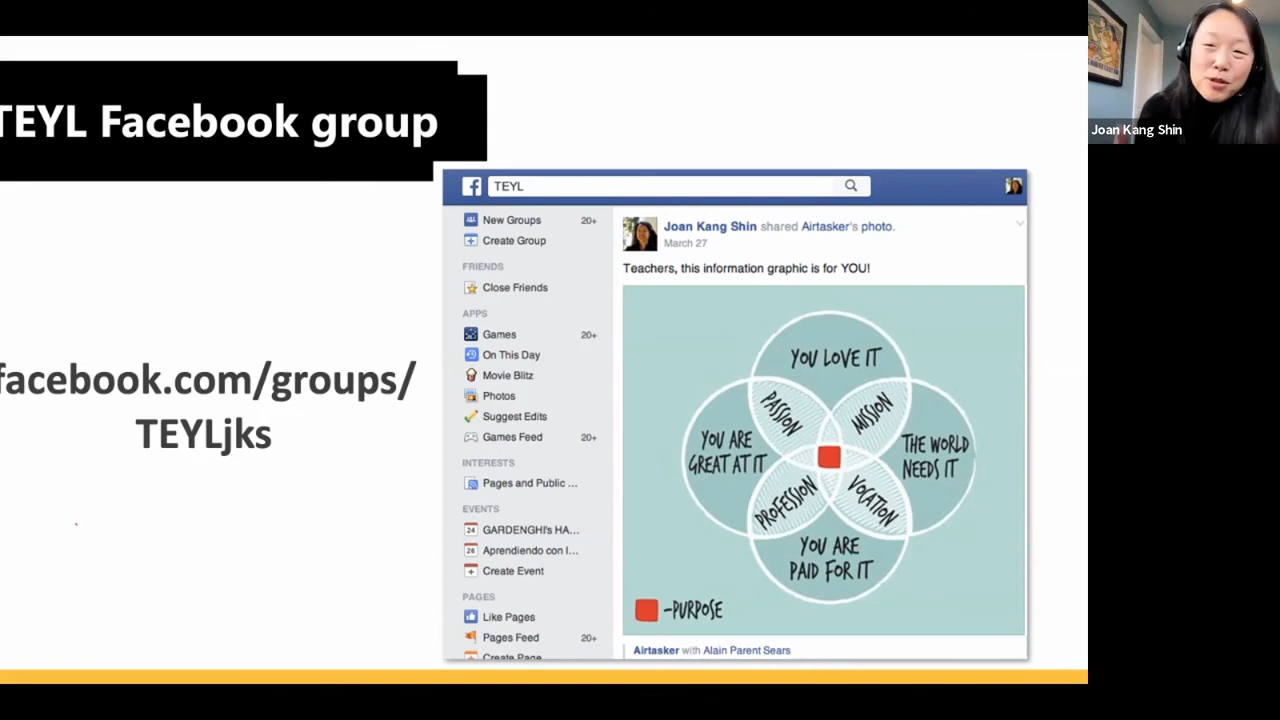 TEYL Facebook group
facebook.com/groups/
TEYLjks
TEYL
New Groups 20+
Create Group
FRIENDS
Close Friends
APPS
Games 20+
On This Day
Movie Blitz
Photos
Suggest Edits
Games Feed 20+
INTERESTS
Pages and Public ...
EVENTS
24 GARDENGHI's HA...
26 Aprendiendo con l...
Create Event
PAGES
Like Pages
Pages Feed 20+
Create Page
Joan Kang Shin shared Airtasker's photo.
March 27
Teachers, this information graphic is for YOU!
YOU LOVE IT
PASSION
MISSION
YOU ARE
GREAT AT IT
THE WORLD
NEEDS IT
PROFESSION
VOCATION
YOU ARE
PAID FOR IT
-PURPOSE
Airtasker with Alain Parent Sears
Joan Kang Shin